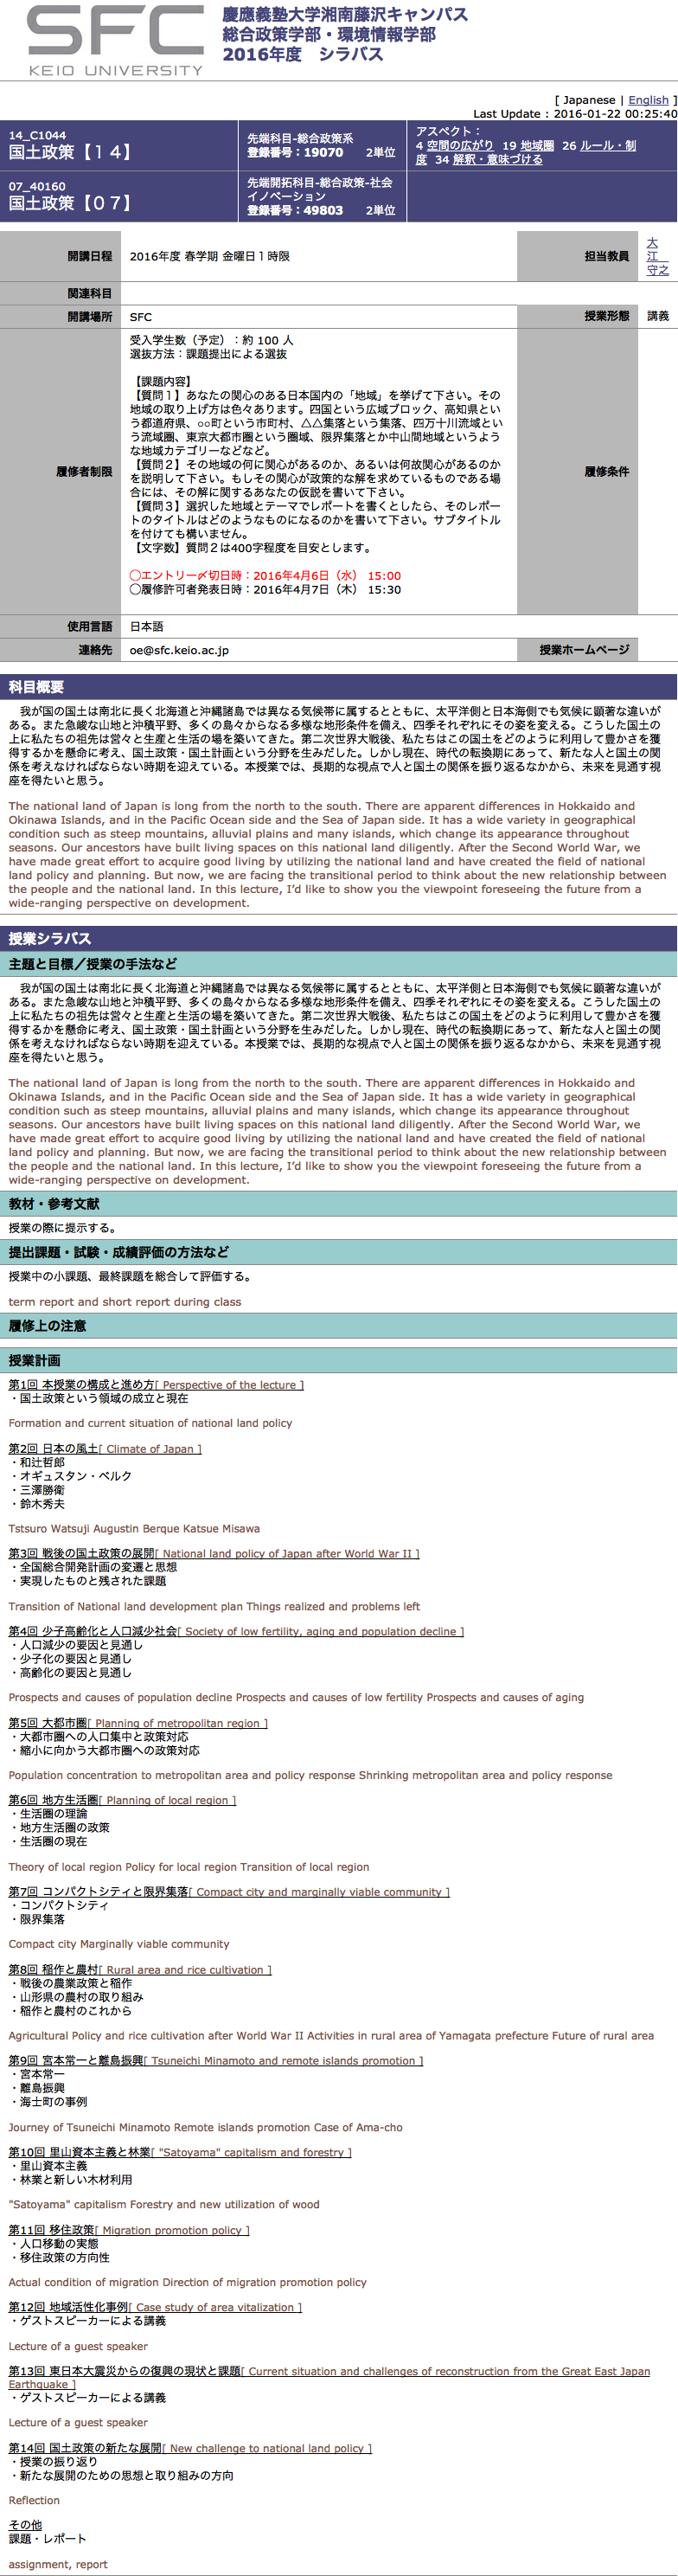 SFC
KEIO UNIVERSITY
慶應義塾大学湘南藤沢キャンパス
総合政策学部・環境情報学部
2016年度　シラバス
[ Japanese | English ]
Last Update : 2016-01-22 00:25:40
14_C1044
国土政策【１４】
先端科目-総合政策系
登録番号：19070　2単位
アスペクト：
4 空間の広がり 19 地域圏 26 ルール・制
度 34 解釈・意味づける
07_40160
国土政策【０７】
先端開拓科目-総合政策-社会
イノベーション
登録番号：49803　2単位
開講日程
2016年度 春学期 金曜日１時限
担当教員
大
江
守之
関連科目
開講場所
SFC
授業形態
講義
履修者制限
受入学生数（予定）：約 100 人
選抜方法：課題提出による選抜
【課題内容】
【質問１】あなたの関心のある日本国内の「地域」を挙げて下さい。その
地域の取り上げ方は色々あります。四国という広域ブロック、高知県とい
う都道府県、○○町という市町村、△△集落という集落、四万十川流域とい
う流域圏、東京大都市圏という圏域、限界集落とか中山間地域というよう
な地域カテゴリーなどなど。
【質問２】その地域の何に関心があるのか、あるいは何故関心があるのか
を説明して下さい。もしその関心が政策的な解を求めているものである場
合には、その解に関するあなたの仮説を書いて下さい。
【質問３】選択した地域とテーマでレポートを書くとしたら、そのレポー
トのタイトルはどのようなものになるのかを書いて下さい。サブタイトル
を付けても構いません。
【文字数】質問２は400字程度を目安とします。
◯エントリー〆切日時：2016年4月6日（水） 15:00
◯履修許可者発表日時：2016年4月7日（木） 15:30
履修条件
使用言語
日本語
連絡先
oe@sfc.keio.ac.jp
授業ホームページ
科目概要
我が国の国土は南北に長く北海道と沖縄諸島では異なる気候帯に属するとともに、太平洋側と日本海側でも気候に顕著な違いが
ある。また急峻な山地と沖積平野、多くの島々からなる多様な地形条件を備え、四季それぞれにその姿を変える。こうした国土の
上に私たちの祖先は営々と生産と生活の場を築いてきた。第二次世界大戦後、私たちはこの国土をどのように利用して豊かさを獲
得するかを懸命に考え、国土政策・国土計画という分野を生みだした。しかし現在、時代の転換期にあって、新たな人と国土の関
係を考えなければならない時期を迎えている。本授業では、長期的な視点で人と国土の関係を振り返るなかから、未来を見通す視
座を得たいと思う。
The national land of Japan is long from the north to the south. There are apparent differences in Hokkaido and
Okinawa Islands, and in the Pacific Ocean side and the Sea of Japan side. It has a wide variety in geographical
condition such as steep mountains, alluvial plains and many islands, which change its appearance throughout
seasons. Our ancestors have built living spaces on this national land diligently. After the Second World War, we
have made great effort to acquire good living by utilizing the national land and have created the field of national
land policy and planning. But now, we are facing the transitional period to think about the new relationship between
the people and the national land. In this lecture, I'd like to show you the viewpoint foreseeing the future from a
wide-ranging perspective on development.
授業シラバス
主題と目標／授業の手法など
我が国の国土は南北に長く北海道と沖縄諸島では異なる気候帯に属するとともに、太平洋側と日本海側でも気候に顕著な違いが
ある。また急峻な山地と沖積平野、多くの島々からなる多様な地形条件を備え、四季それぞれにその姿を変える。こうした国土の
上に私たちの祖先は営々と生産と生活の場を築いてきた。第二次世界大戦後、私たちはこの国土をどのように利用して豊かさを獲
得するかを懸命に考え、国土政策・国土計画という分野を生みだした。しかし現在、時代の転換期にあって、新たな人と国土の関
係を考えなければならない時期を迎えている。本授業では、長期的な視点で人と国土の関係を振り返るなかから、未来を見通す視
座を得たいと思う。
The national land of Japan is long from the north to the south. There are apparent differences in Hokkaido and
Okinawa Islands, and in the Pacific Ocean side and the Sea of Japan side. It has a wide variety in geographical
condition such as steep mountains, alluvial plains and many islands, which change its appearance throughout
seasons. Our ancestors have built living spaces on this national land diligently. After the Second World War, we
have made great effort to acquire good living by utilizing the national land and have created the field of national
land policy and planning. But now, we are facing the transitional period to think about the new relationship between
the people and the national land. In this lecture, I'd like to show you the viewpoint foreseeing the future from a
wide-ranging perspective on development.
教材・参考文献
授業の際に提示する。
提出課題・試験・成績評価の方法など
授業中の小課題、最終課題を総合して評価する。
term report and short report during class
履修上の注意
授業計画
第1回 本授業の構成と進め方[ Perspective of the lecture ]
・国土政策という領域の成立と現在
Formation and current situation of national land policy
第2回 日本の風土[ Climate of Japan ]
・和辻哲郎
・オギュスタン・ベルク
・三澤勝衛
・鈴木秀夫
Tstsuro Watsuji Augustin Berque Katsue Misawa
第3回 戦後の国土政策の展開[ National land policy of Japan after World War II ]
・全国総合開発計画の変遷と思想
・実現したものと残された課題
Transition of National land development plan Things realized and problems left
第4回 少子高齢化と人口減少社会[ Society of low fertility, aging and population decline ]
・人口減少の要因と見通し
・少子化の要因と見通し
・高齢化の要因と見通し
Prospects and causes of population decline Prospects and causes of low fertility Prospects and causes of aging
第5回 大都市圏[ Planning of metropolitan region ]
・大都市圏への人口集中と政策対応
・縮小に向かう大都市圏への政策対応
Population concentration to metropolitan area and policy response Shrinking metropolitan area and policy response
第6回 地方生活圏[ Planning of local region ]
・生活圏の理論
・地方生活圏の政策
・生活圏の現在
Theory of local region Policy for local region Transition of local region
第7回 コンパクトシティと限界集落[ Compact city and marginally viable community ]
・コンパクトシティ
・限界集落
Compact city Marginally viable community
第8回 稲作と農村[ Rural area and rice cultivation ]
・戦後の農業政策と稲作
・山形県の農村の取り組み
・稲作と農村のこれから
Agricultural Policy and rice cultivation after World War II Activities in rural area of Yamagata prefecture Future of rural area
第9回 宮本常一と離島振興[ Tsuneichi Minamoto and remote islands promotion ]
・宮本常一
・離島振興
・海士町の事例
Journey of Tsuneichi Minamoto Remote islands promotion Case of Ama-cho
第10回 里山資本主義と林業[ "Satoyama" capitalism and forestry ]
・里山資本主義
・林業と新しい木材利用
"Satoyama" capitalism Forestry and new utilization of wood
第11回 移住政策[ Migration promotion policy ]
・人口移動の実態
・移住政策の方向性
Actual condition of migration Direction of migration promotion policy
第12回 地域活性化事例[ Case study of area vitalization ]
・ゲストスピーカーによる講義
Lecture of a guest speaker
第13回 東日本大震災からの復興の現状と課題[ Current situation and challenges of reconstruction from the Great East Japan
Earthquake ]
・ゲストスピーカーによる講義
Lecture of a guest speaker
第14回 国土政策の新たな展開[ New challenge to national land policy ]
・授業の振り返り
・新たな展開のための思想と取り組みの方向
Reflection
その他
課題・レポート
assignment, report